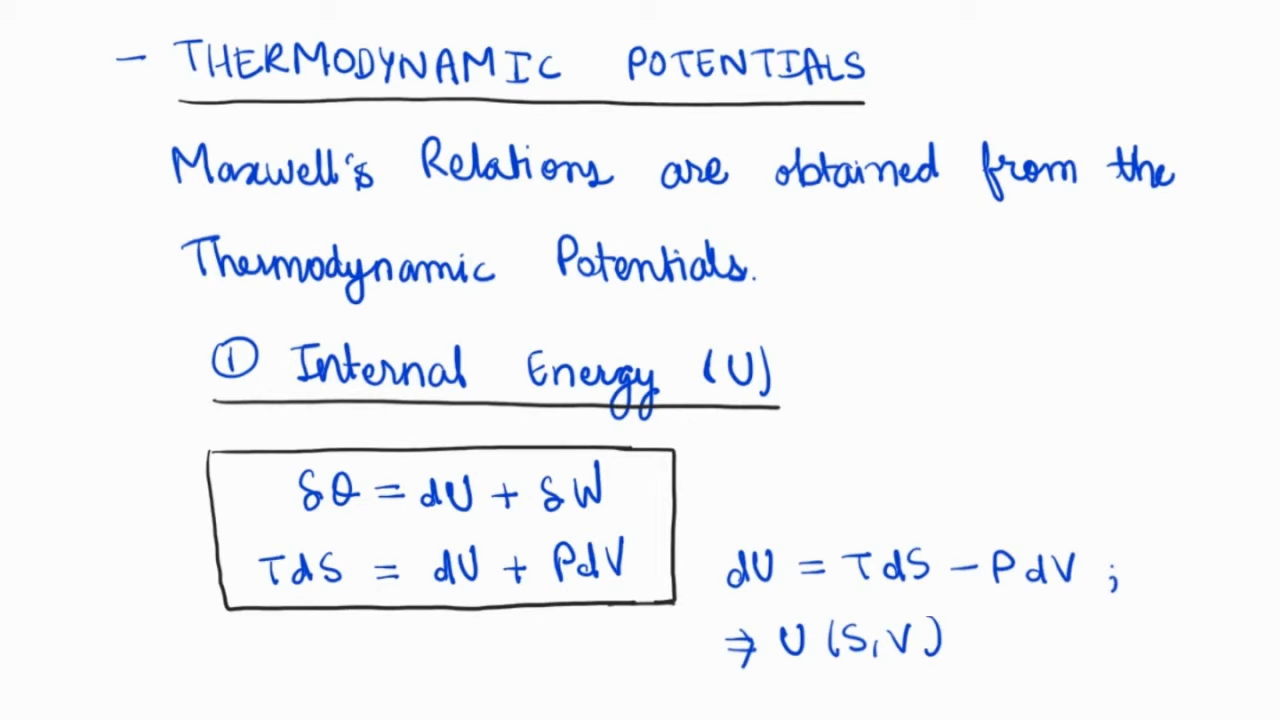 - THERMODYNAMIC POTENTIALS
Maxwell's Relations are obtained from the
Thermodynamic Potentials.
① Internal Energy (U)
δQ = dU + δW
TdS = dU + PdV
dU = TdS - PdV ;
⇒ U (S, V)